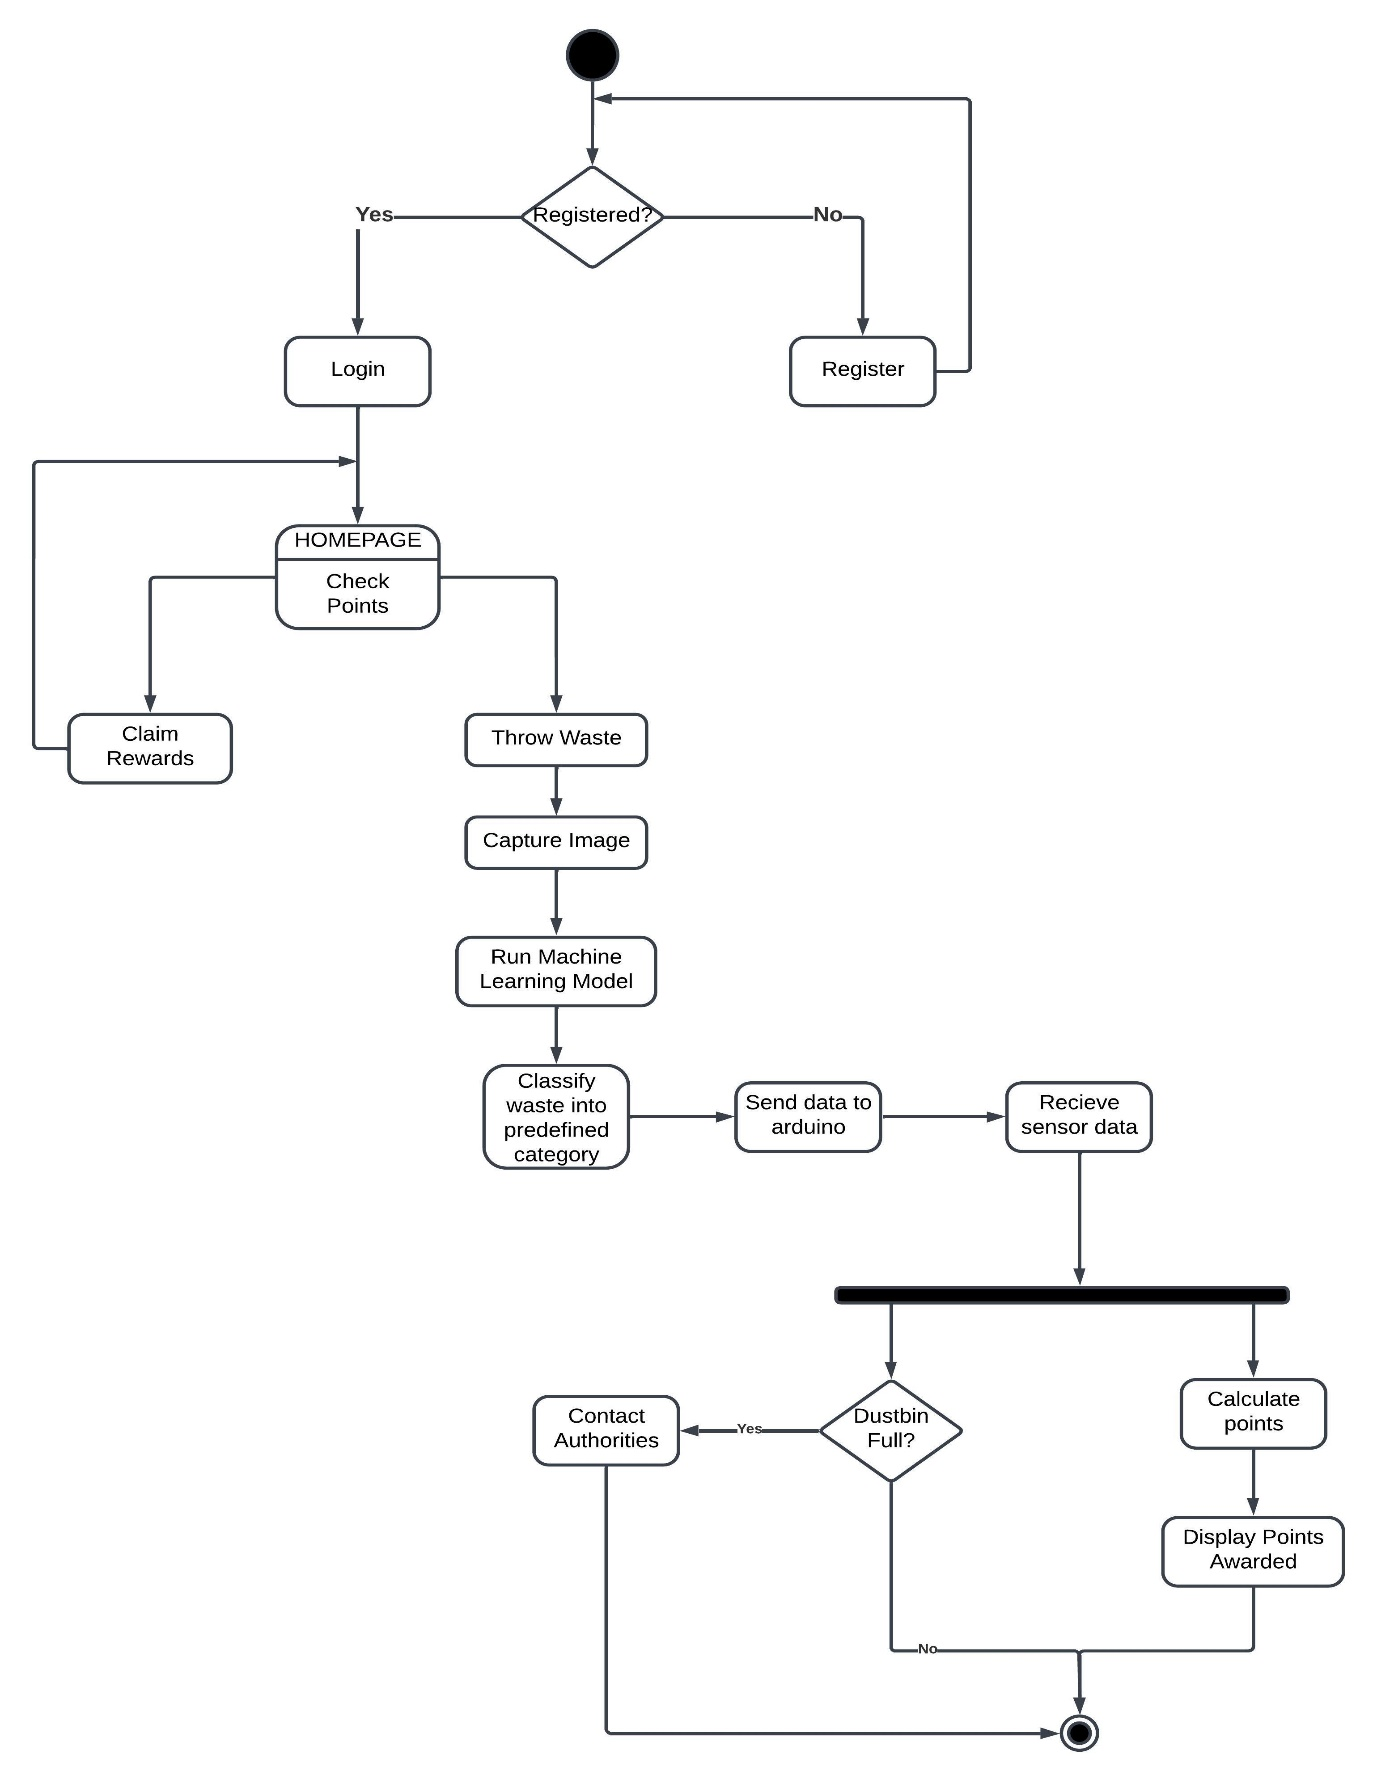 Registered?
Yes
No
Login
Register
HOMEPAGE
Check
Points
Claim
Rewards
Throw Waste
Capture Image
Run Machine
Learning Model
Classify
waste into
predefined
category
Send data to
arduino
Recieve
sensor data
Contact
Authorities
Yes
Dustbin
Full?
Calculate
points
Display Points
Awarded
No